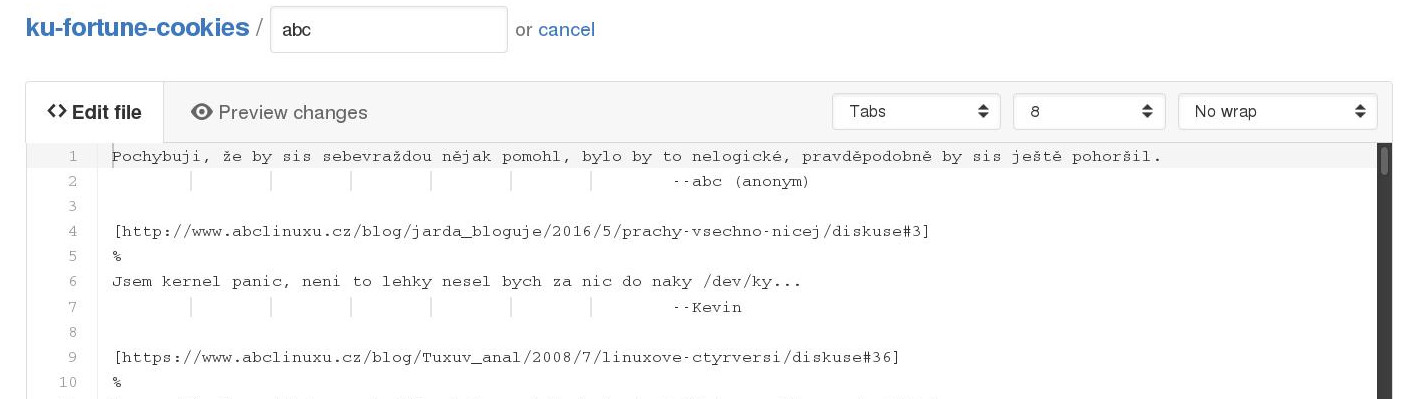 ku-fortune-cookies / abc or cancel
<> Edit file Preview changes Tabs 8 No wrap
1 Pochybuji, že by sis sebevraždou nějak pomohl, bylo by to nelogické, pravděpodobně by sis ještě pohoršil.
2 --abc (anonym)
3
4 [http://www.abclinuxu.cz/blog/jarda_bloguje/2016/5/prachy-vsechno-nicej/diskuse#3]
5 %
6 Jsem kernel panic, neni to lehky nesel bych za nic do naky /dev/ky...
7 --Kevin
8
9 [https://www.abclinuxu.cz/blog/Tuxuv_anal/2008/7/linuxove-ctyrversi/diskuse#36]
10 %